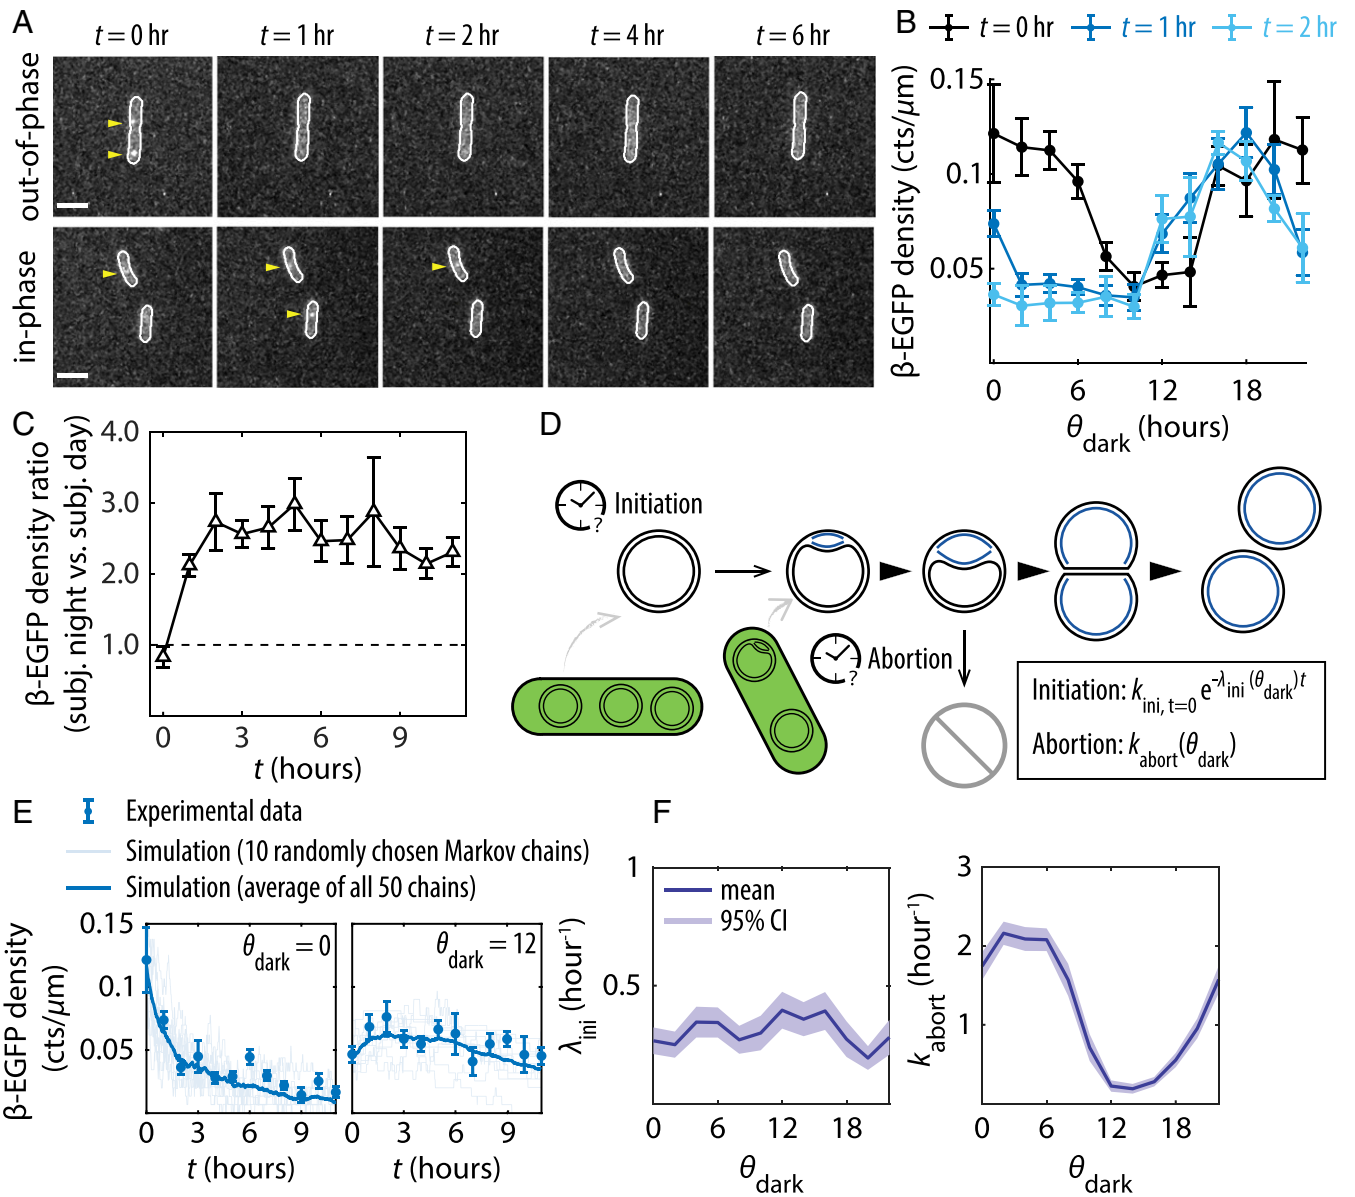 A
t = 0 hr
t = 1 hr
t = 2 hr
t = 4 hr
t = 6 hr
out-of-phase
in-phase
B
t = 0 hr
t = 1 hr
t = 2 hr
β-EGFP density (cts/μm)
0.15
0.1
0.05
0
6
12
18
θdark (hours)
C
β-EGFP density ratio
(subj. night vs. subj. day)
4.0
3.0
2.0
1.0
0
3
6
9
t (hours)
D
Initiation
?
Abortion
?
Initiation: kini, t=0 e-λini (θdark) t
Abortion: kabort(θdark)
E
Experimental data
Simulation (10 randomly chosen Markov chains)
Simulation (average of all 50 chains)
β-EGFP density
(cts/μm)
0.15
0.1
0.05
θdark = 0
θdark = 12
0
3
6
9
0
3
6
9
t (hours)
t (hours)
F
λini (hour-1)
1
0.5
mean
95% CI
0
6
12
18
θdark
kabort (hour-1)
3
2
1
0
6
12
18
θdark